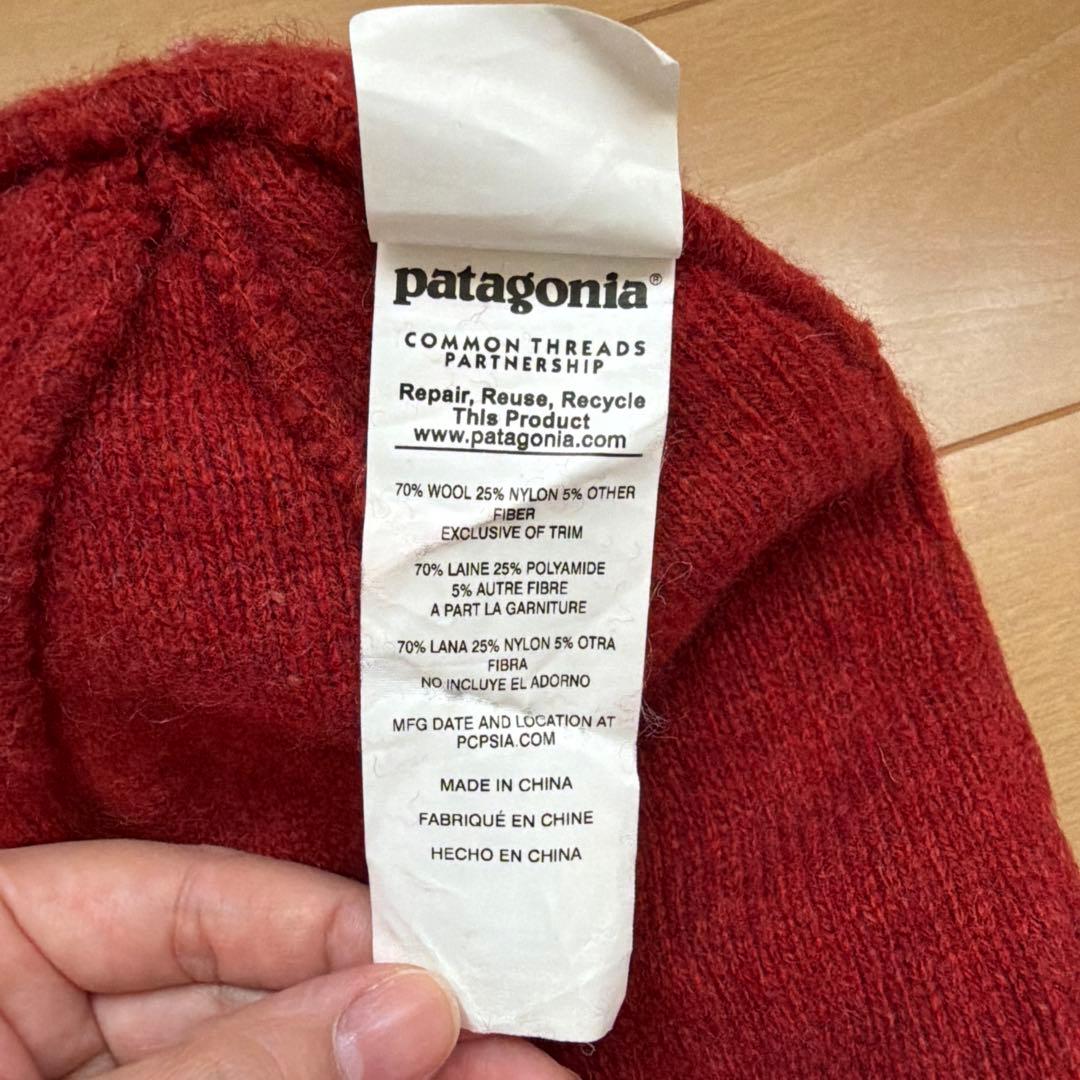 patagonia®
COMMON THREADS
PARTNERSHIP
Repair, Reuse, Recycle
This Product
www.patagonia.com
70% WOOL 25% NYLON 5% OTHER
FIBER
EXCLUSIVE OF TRIM
70% LAINE 25% POLYAMIDE
5% AUTRE FIBRE
A PART LA GARNITURE
70% LANA 25% NYLON 5% OTRA
FIBRA
NO INCLUYE EL ADORNO
MFG DATE AND LOCATION AT
PCPSIA.COM
MADE IN CHINA
FABRIQUÉ EN CHINE
HECHO EN CHINA